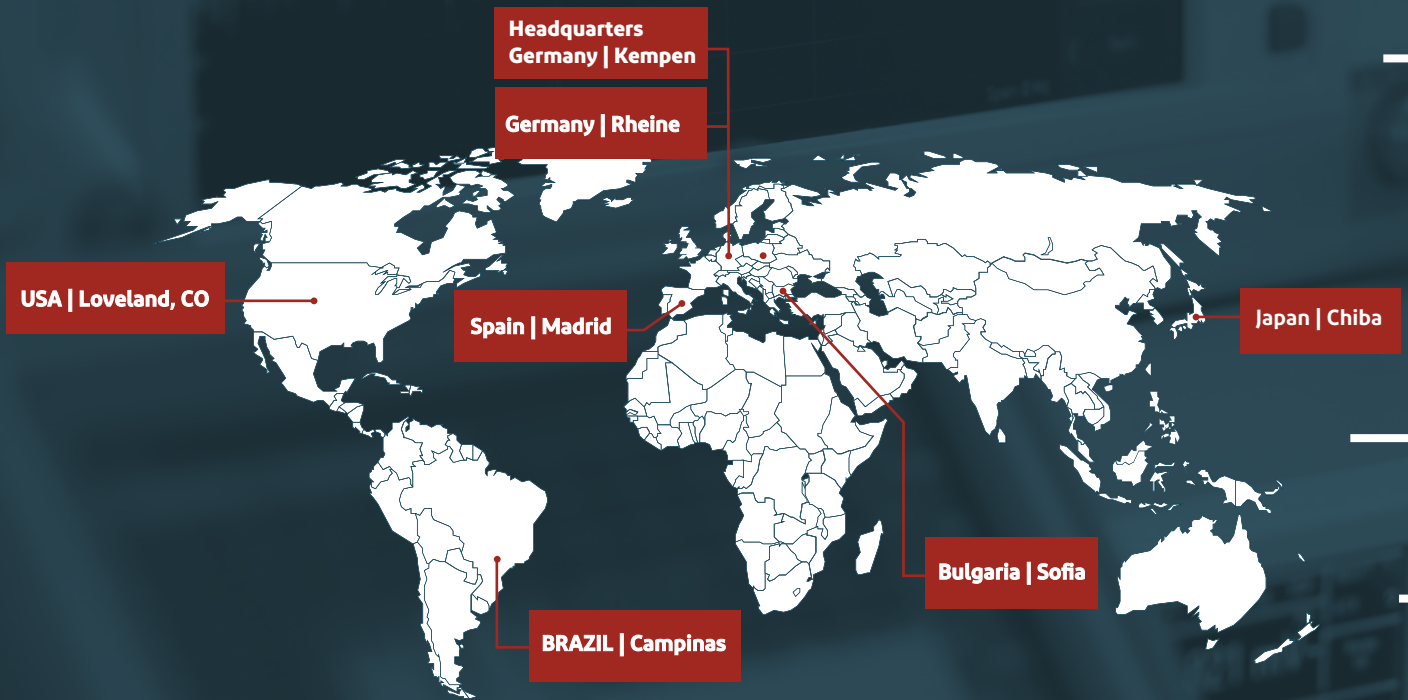 Headquarters
Germany | Kempen
Germany | Rheine
USA | Loveland, CO
Spain | Madrid
Japan | Chiba
Bulgaria | Sofia
BRAZIL | Campinas